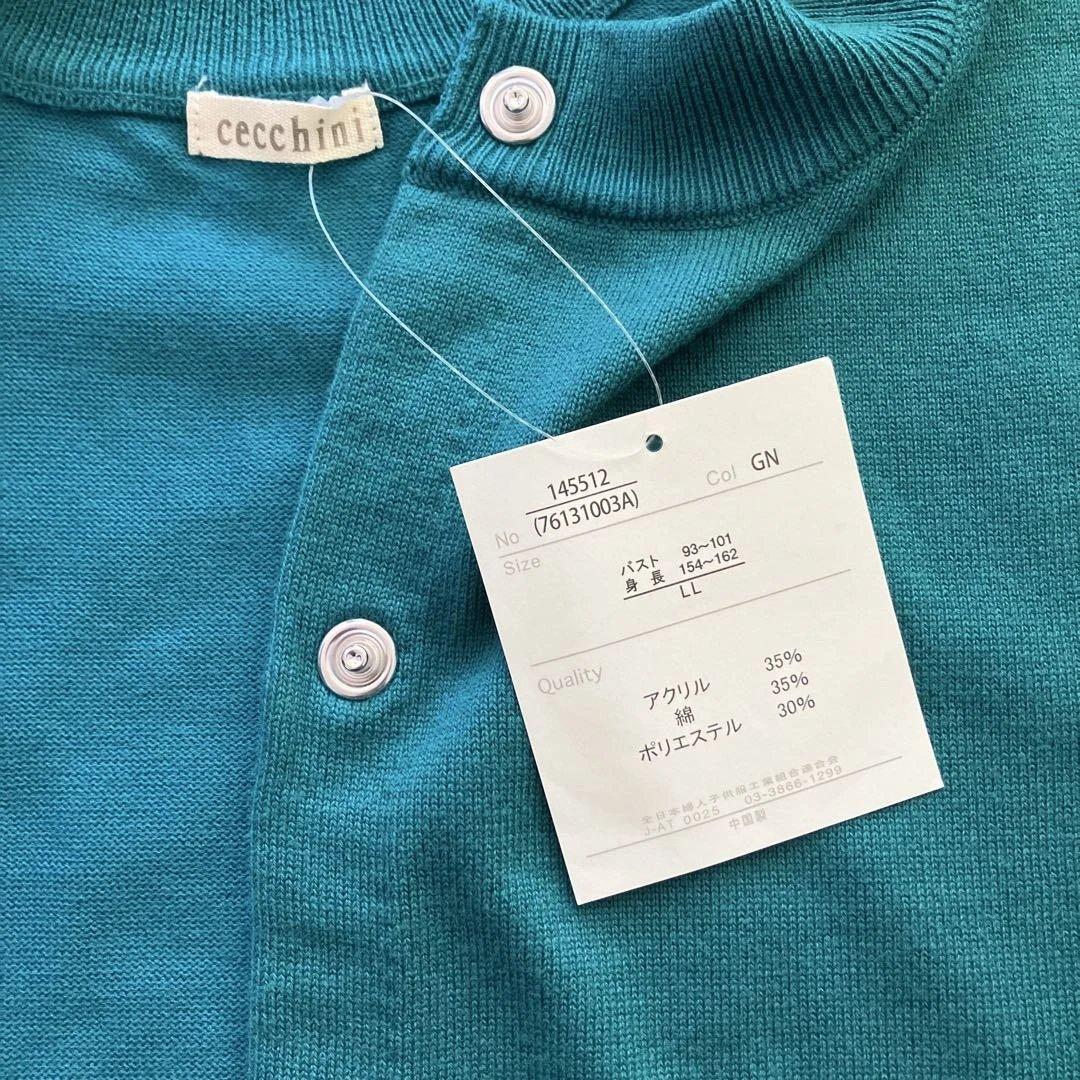 cecchini
No 145512 Col GN
(76131003A)
Size
バスト 93~101
身長 154~162
LL
Quality
アクリル 35%
綿 35%
ポリエステル 30%
全日本婦人子供服工業組合連合会
J-AT 0025 03-3866-1299
中国製